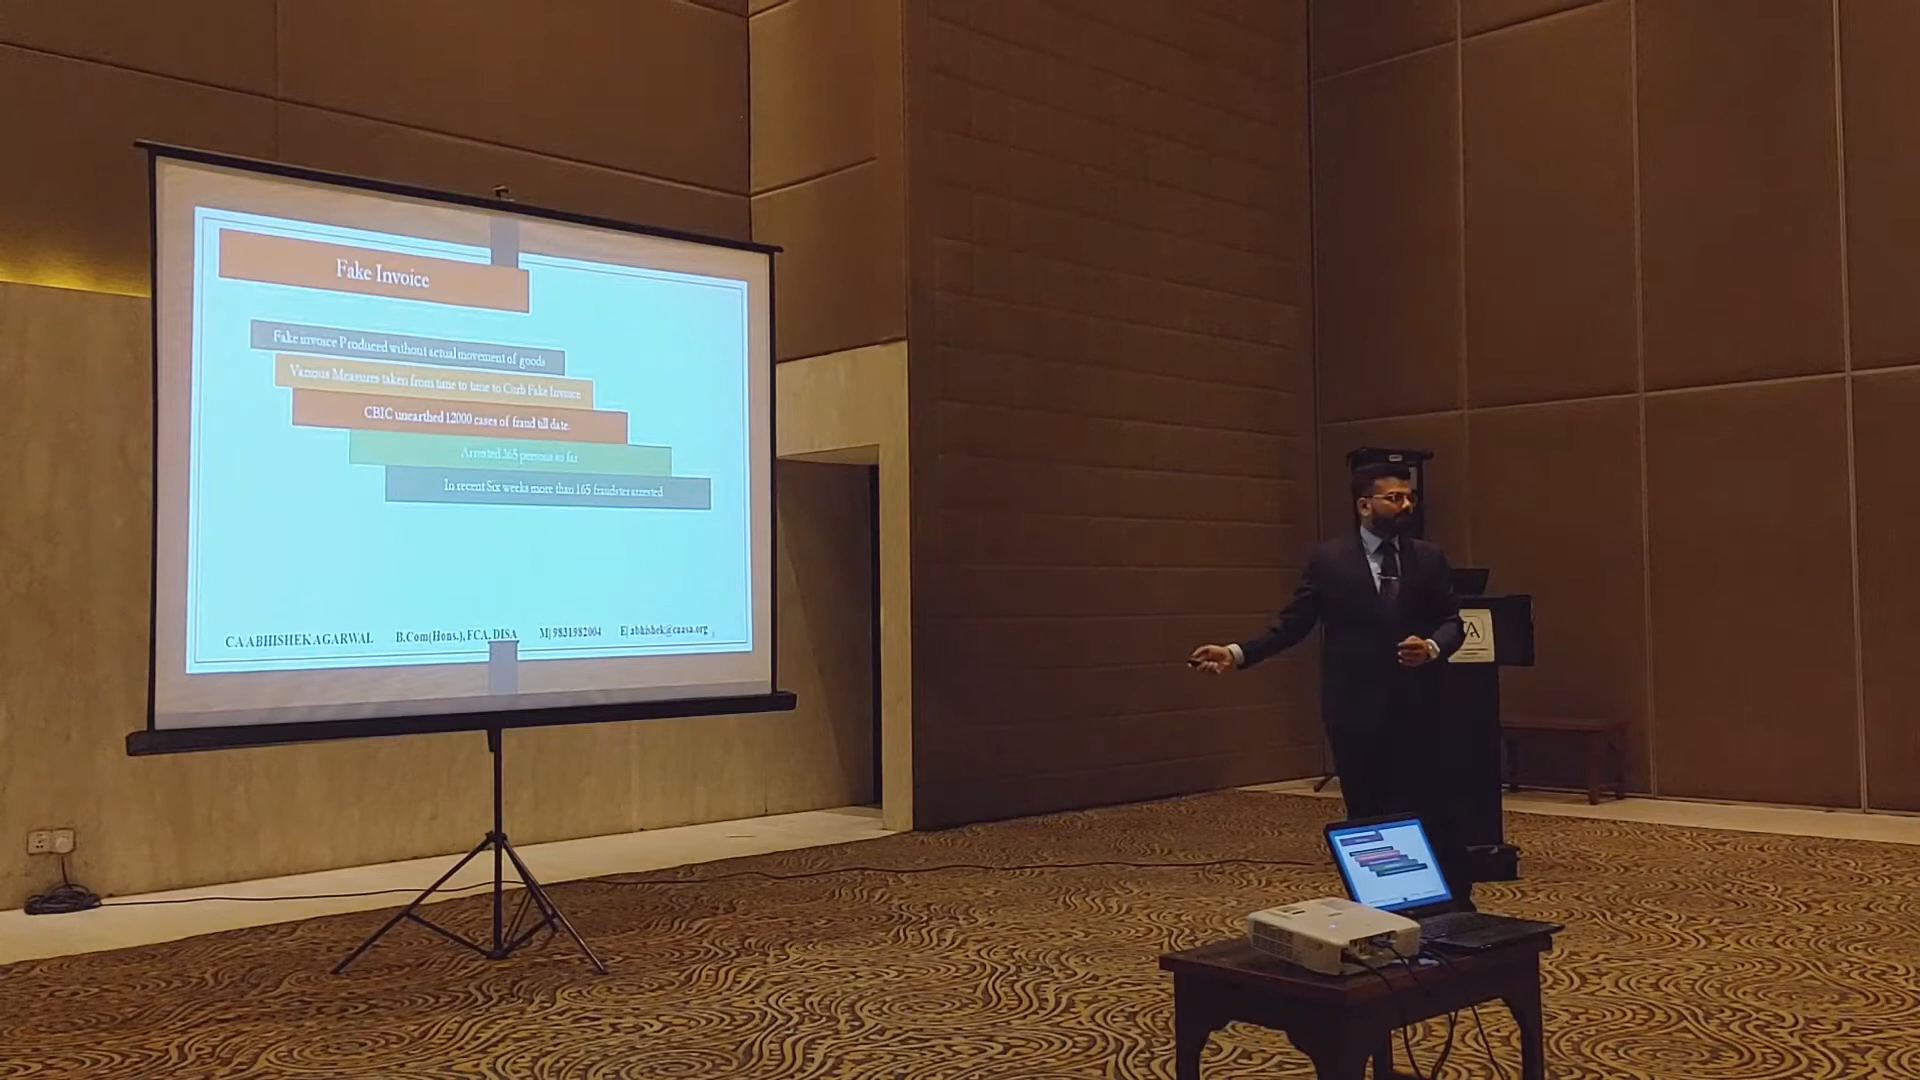 Fake Invoice
Fake invoice Produced without actual movement of goods
Various Measures taken from time to time to Curb Fake Invoice
CBIC unearthed 12000 cases of fraud till date.
Arrested 365 persons so far
In recent Six weeks more than 165 fraudster arrested
CA ABHISHEK AGARWAL B.Com(Hons.), FCA, DISA M| 9831982004 E| abhishek@caasa.org